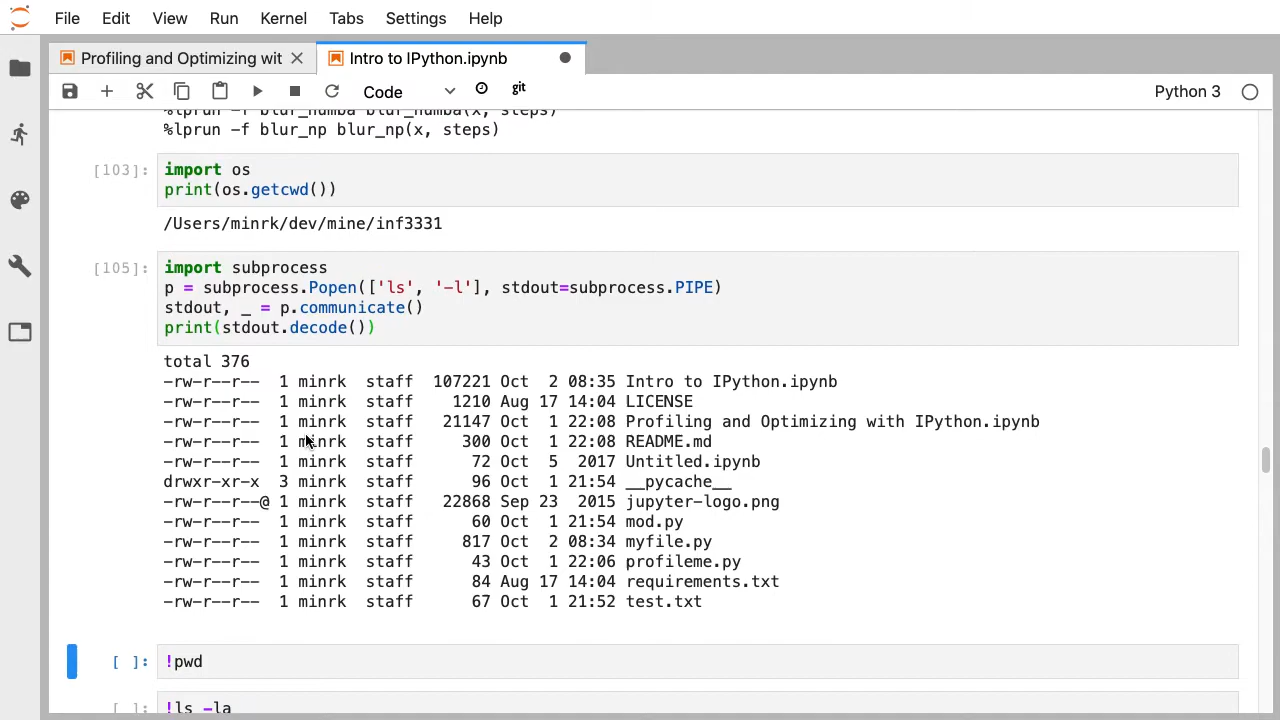 File Edit View Run Kernel Tabs Settings Help
Profiling and Optimizing wit
Intro to IPython.ipynb
Code
git
Python 3
%lprun -f blur_numba blur_numba(x, steps)
%lprun -f blur_np blur_np(x, steps)
[103]:
import os
print(os.getcwd())
/Users/minrk/dev/mine/inf3331
[105]:
import subprocess
p = subprocess.Popen(['ls', '-l'], stdout=subprocess.PIPE)
stdout, _ = p.communicate()
print(stdout.decode())
total 376
-rw-r--r--  1 minrk  staff  107221 Oct  2 08:35 Intro to IPython.ipynb
-rw-r--r--  1 minrk  staff    1210 Aug 17 14:04 LICENSE
-rw-r--r--  1 minrk  staff   21147 Oct  1 22:08 Profiling and Optimizing with IPython.ipynb
-rw-r--r--  1 minrk  staff     300 Oct  1 22:08 README.md
-rw-r--r--  1 minrk  staff      72 Oct  5  2017 Untitled.ipynb
drwxr-xr-x  3 minrk  staff      96 Oct  1 21:54 __pycache__
-rw-r--r--@ 1 minrk  staff   22868 Sep 23  2015 jupyter-logo.png
-rw-r--r--  1 minrk  staff      60 Oct  1 21:54 mod.py
-rw-r--r--  1 minrk  staff     817 Oct  2 08:34 myfile.py
-rw-r--r--  1 minrk  staff      43 Oct  1 22:06 profileme.py
-rw-r--r--  1 minrk  staff      84 Aug 17 14:04 requirements.txt
-rw-r--r--  1 minrk  staff      67 Oct  1 21:52 test.txt
[ ]:
!pwd
[ ]:
!ls -la